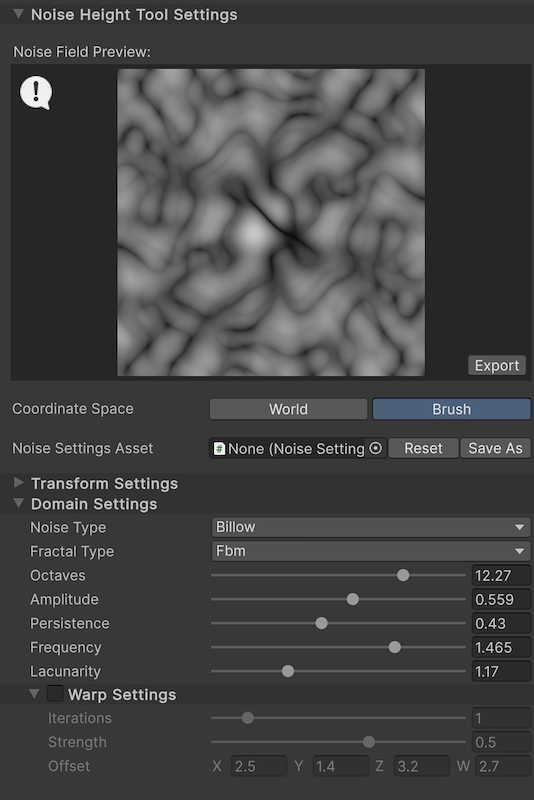 Noise Height Tool Settings
Noise Field Preview:
Export
Coordinate Space World Brush
Noise Settings Asset None (Noise Setting Reset Save As
Transform Settings
Domain Settings
Noise Type Billow
Fractal Type Fbm
Octaves 12.27
Amplitude 0.559
Persistence 0.43
Frequency 1.465
Lacunarity 1.17
Warp Settings
Iterations 1
Strength 0.5
Offset X 2.5 Y 1.4 Z 3.2 W 2.7